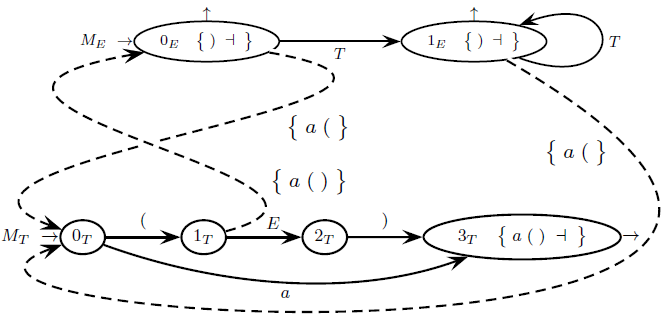 ↑ ↑
M_E → 0_E { ) ⊣ } 1_E { ) ⊣ } T
T
{ a ( }
{ a ( }
{ a ( ) }
( E )
M_T → 0_T 1_T 2_T 3_T { a ( ) ⊣ } →
a